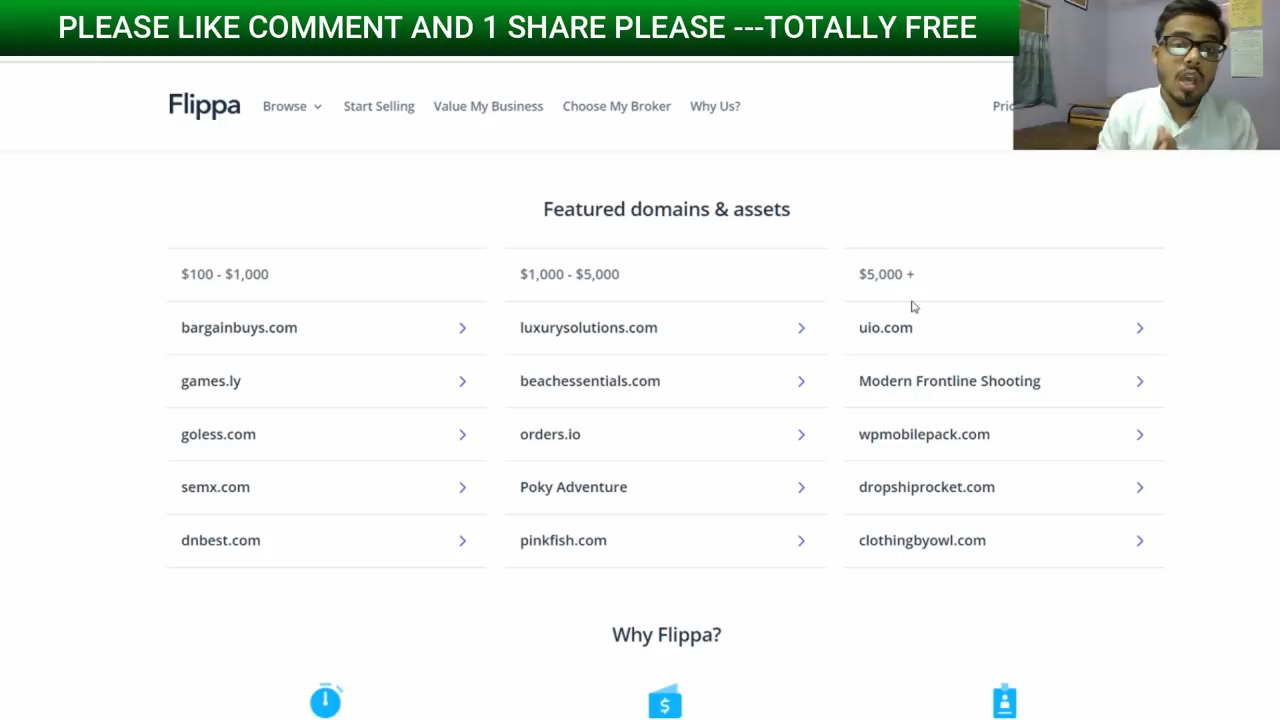 PLEASE LIKE COMMENT AND 1 SHARE PLEASE ---TOTALLY FREE
Flippa Browse Start Selling Value My Business Choose My Broker Why Us?
Featured domains & assets
$100 - $1,000 $1,000 - $5,000 $5,000 +
bargainbuys.com luxurysolutions.com uio.com
games.ly beachessentials.com Modern Frontline Shooting
goless.com orders.io wpmobilepack.com
semx.com Poky Adventure dropshiprocket.com
dnbest.com pinkfish.com clothingbyowl.com
Why Flippa?
$